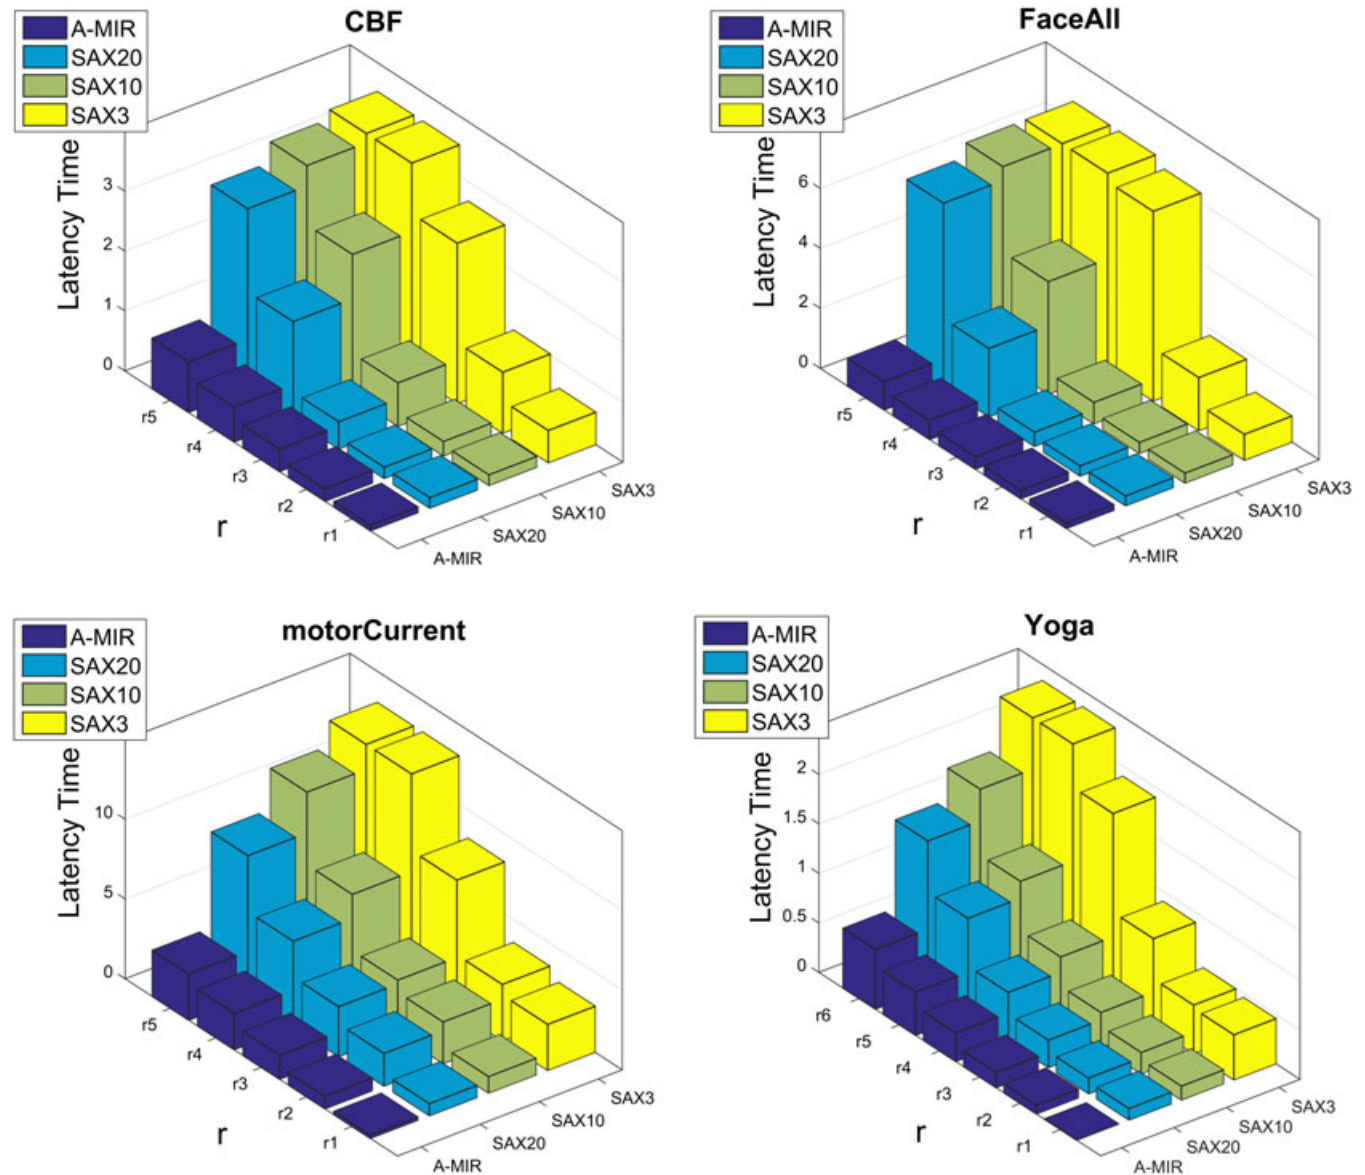 CBF
A-MIR
SAX20
SAX10
SAX3
Latency Time
3
2
1
0
r5
r4
r3
r2
r1
r
A-MIR
SAX20
SAX10
SAX3
FaceAll
A-MIR
SAX20
SAX10
SAX3
Latency Time
6
4
2
0
r5
r4
r3
r2
r1
r
A-MIR
SAX20
SAX10
SAX3
motorCurrent
A-MIR
SAX20
SAX10
SAX3
Latency Time
10
5
0
r5
r4
r3
r2
r1
r
A-MIR
SAX20
SAX10
SAX3
Yoga
A-MIR
SAX20
SAX10
SAX3
Latency Time
2
1.5
1
0.5
0
r6
r5
r4
r3
r2
r1
r
A-MIR
SAX20
SAX10
SAX3